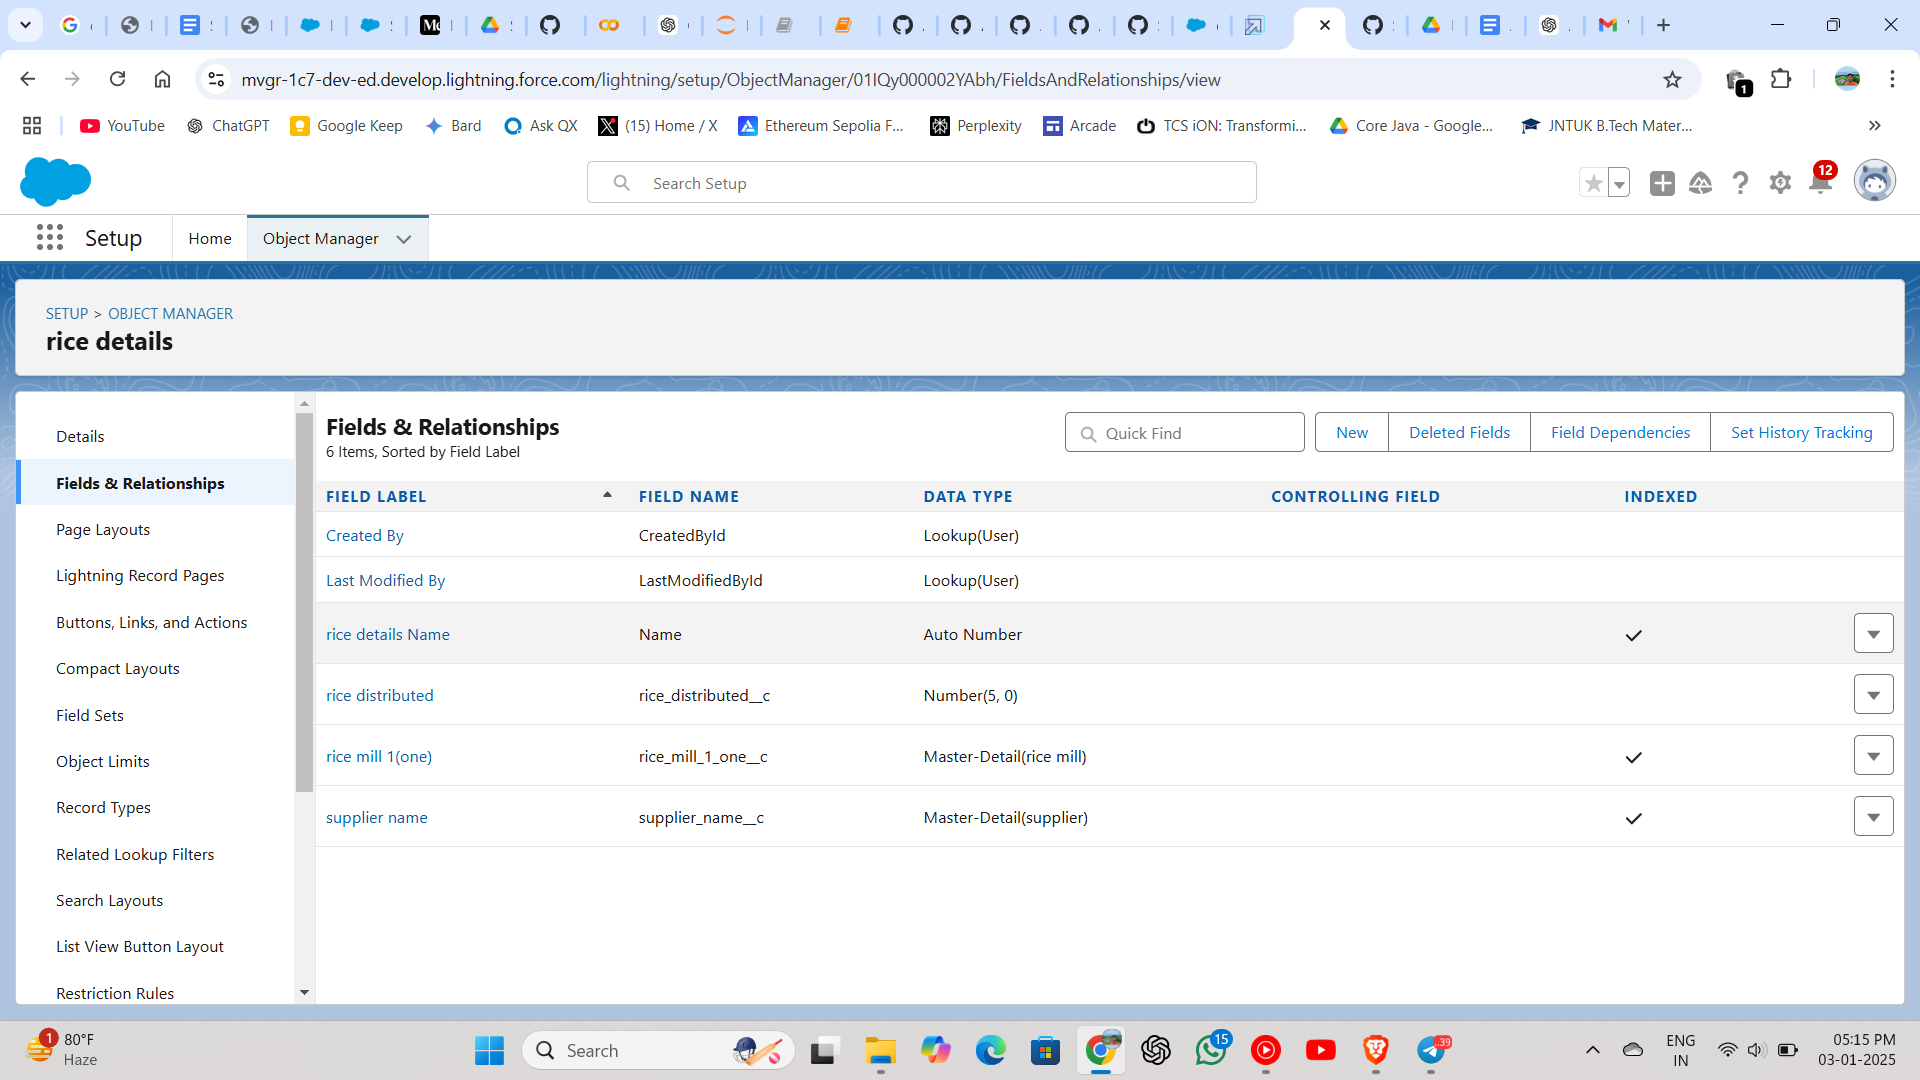 mvgr-1c7-dev-ed.develop.lightning.force.com/lightning/setup/ObjectManager/01IQy000002YAbh/FieldsAndRelationships/view
1
YouTube
ChatGPT
Google Keep
Bard
Ask QX
(15) Home / X
Ethereum Sepolia F...
Perplexity
Arcade
TCS iON: Transformi...
Core Java - Google...
JNTUK B.Tech Mater...
Search Setup
12
Setup
Home
Object Manager
SETUP > OBJECT MANAGER
rice details
Details
Fields & Relationships
Page Layouts
Lightning Record Pages
Buttons, Links, and Actions
Compact Layouts
Field Sets
Object Limits
Record Types
Related Lookup Filters
Search Layouts
List View Button Layout
Restriction Rules
Fields & Relationships
6 Items, Sorted by Field Label
Quick Find
New
Deleted Fields
Field Dependencies
Set History Tracking
FIELD LABEL FIELD NAME DATA TYPE CONTROLLING FIELD INDEXED
Created By CreatedById Lookup(User)
Last Modified By LastModifiedById Lookup(User)
rice details Name Name Auto Number
rice distributed rice_distributed__c Number(5, 0)
rice mill 1(one) rice_mill_1_one__c Master-Detail(rice mill)
supplier name supplier_name__c Master-Detail(supplier)
1
80°F
Haze
Search
15
39
ENG
IN
05:15 PM
03-01-2025